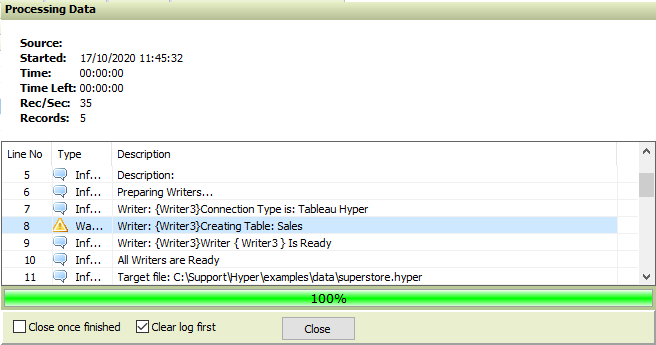 Processing Data
Source:
Started: 17/10/2020 11:45:32
Time: 00:00:00
Time Left: 00:00:00
Rec/Sec: 35
Records: 5
Line No Type Description
5 Inf... Description:
6 Inf... Preparing Writers...
7 Inf... Writer: {Writer3}Connection Type is: Tableau Hyper
8 Wa... Writer: {Writer3}Creating Table: Sales
9 Inf... Writer: {Writer3}Writer { Writer3 } Is Ready
10 Inf... All Writers are Ready
11 Inf... Target file: C:\Support\Hyper\examples\data\superstore.hyper
100%
Close once finished Clear log first Close